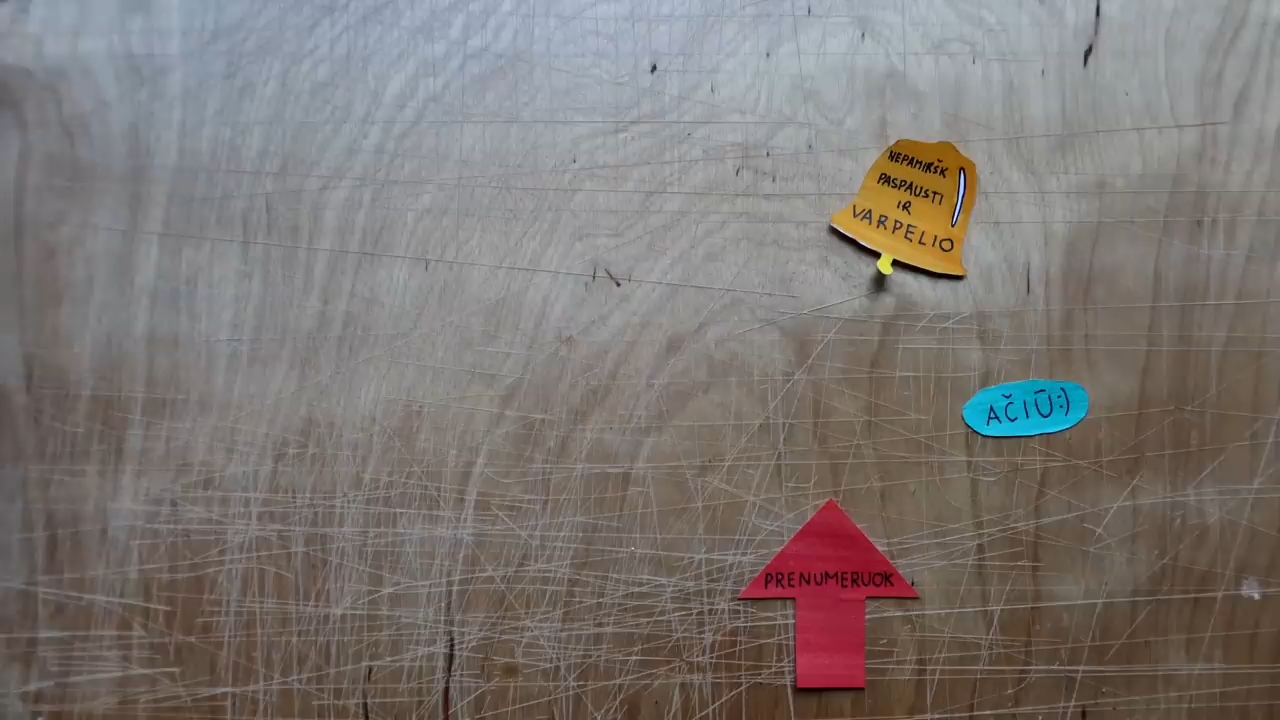 NEPAMIRŠK
PASPAUSTI
IR
VARPELIO
AČIŪ:)
PRENUMERUOK